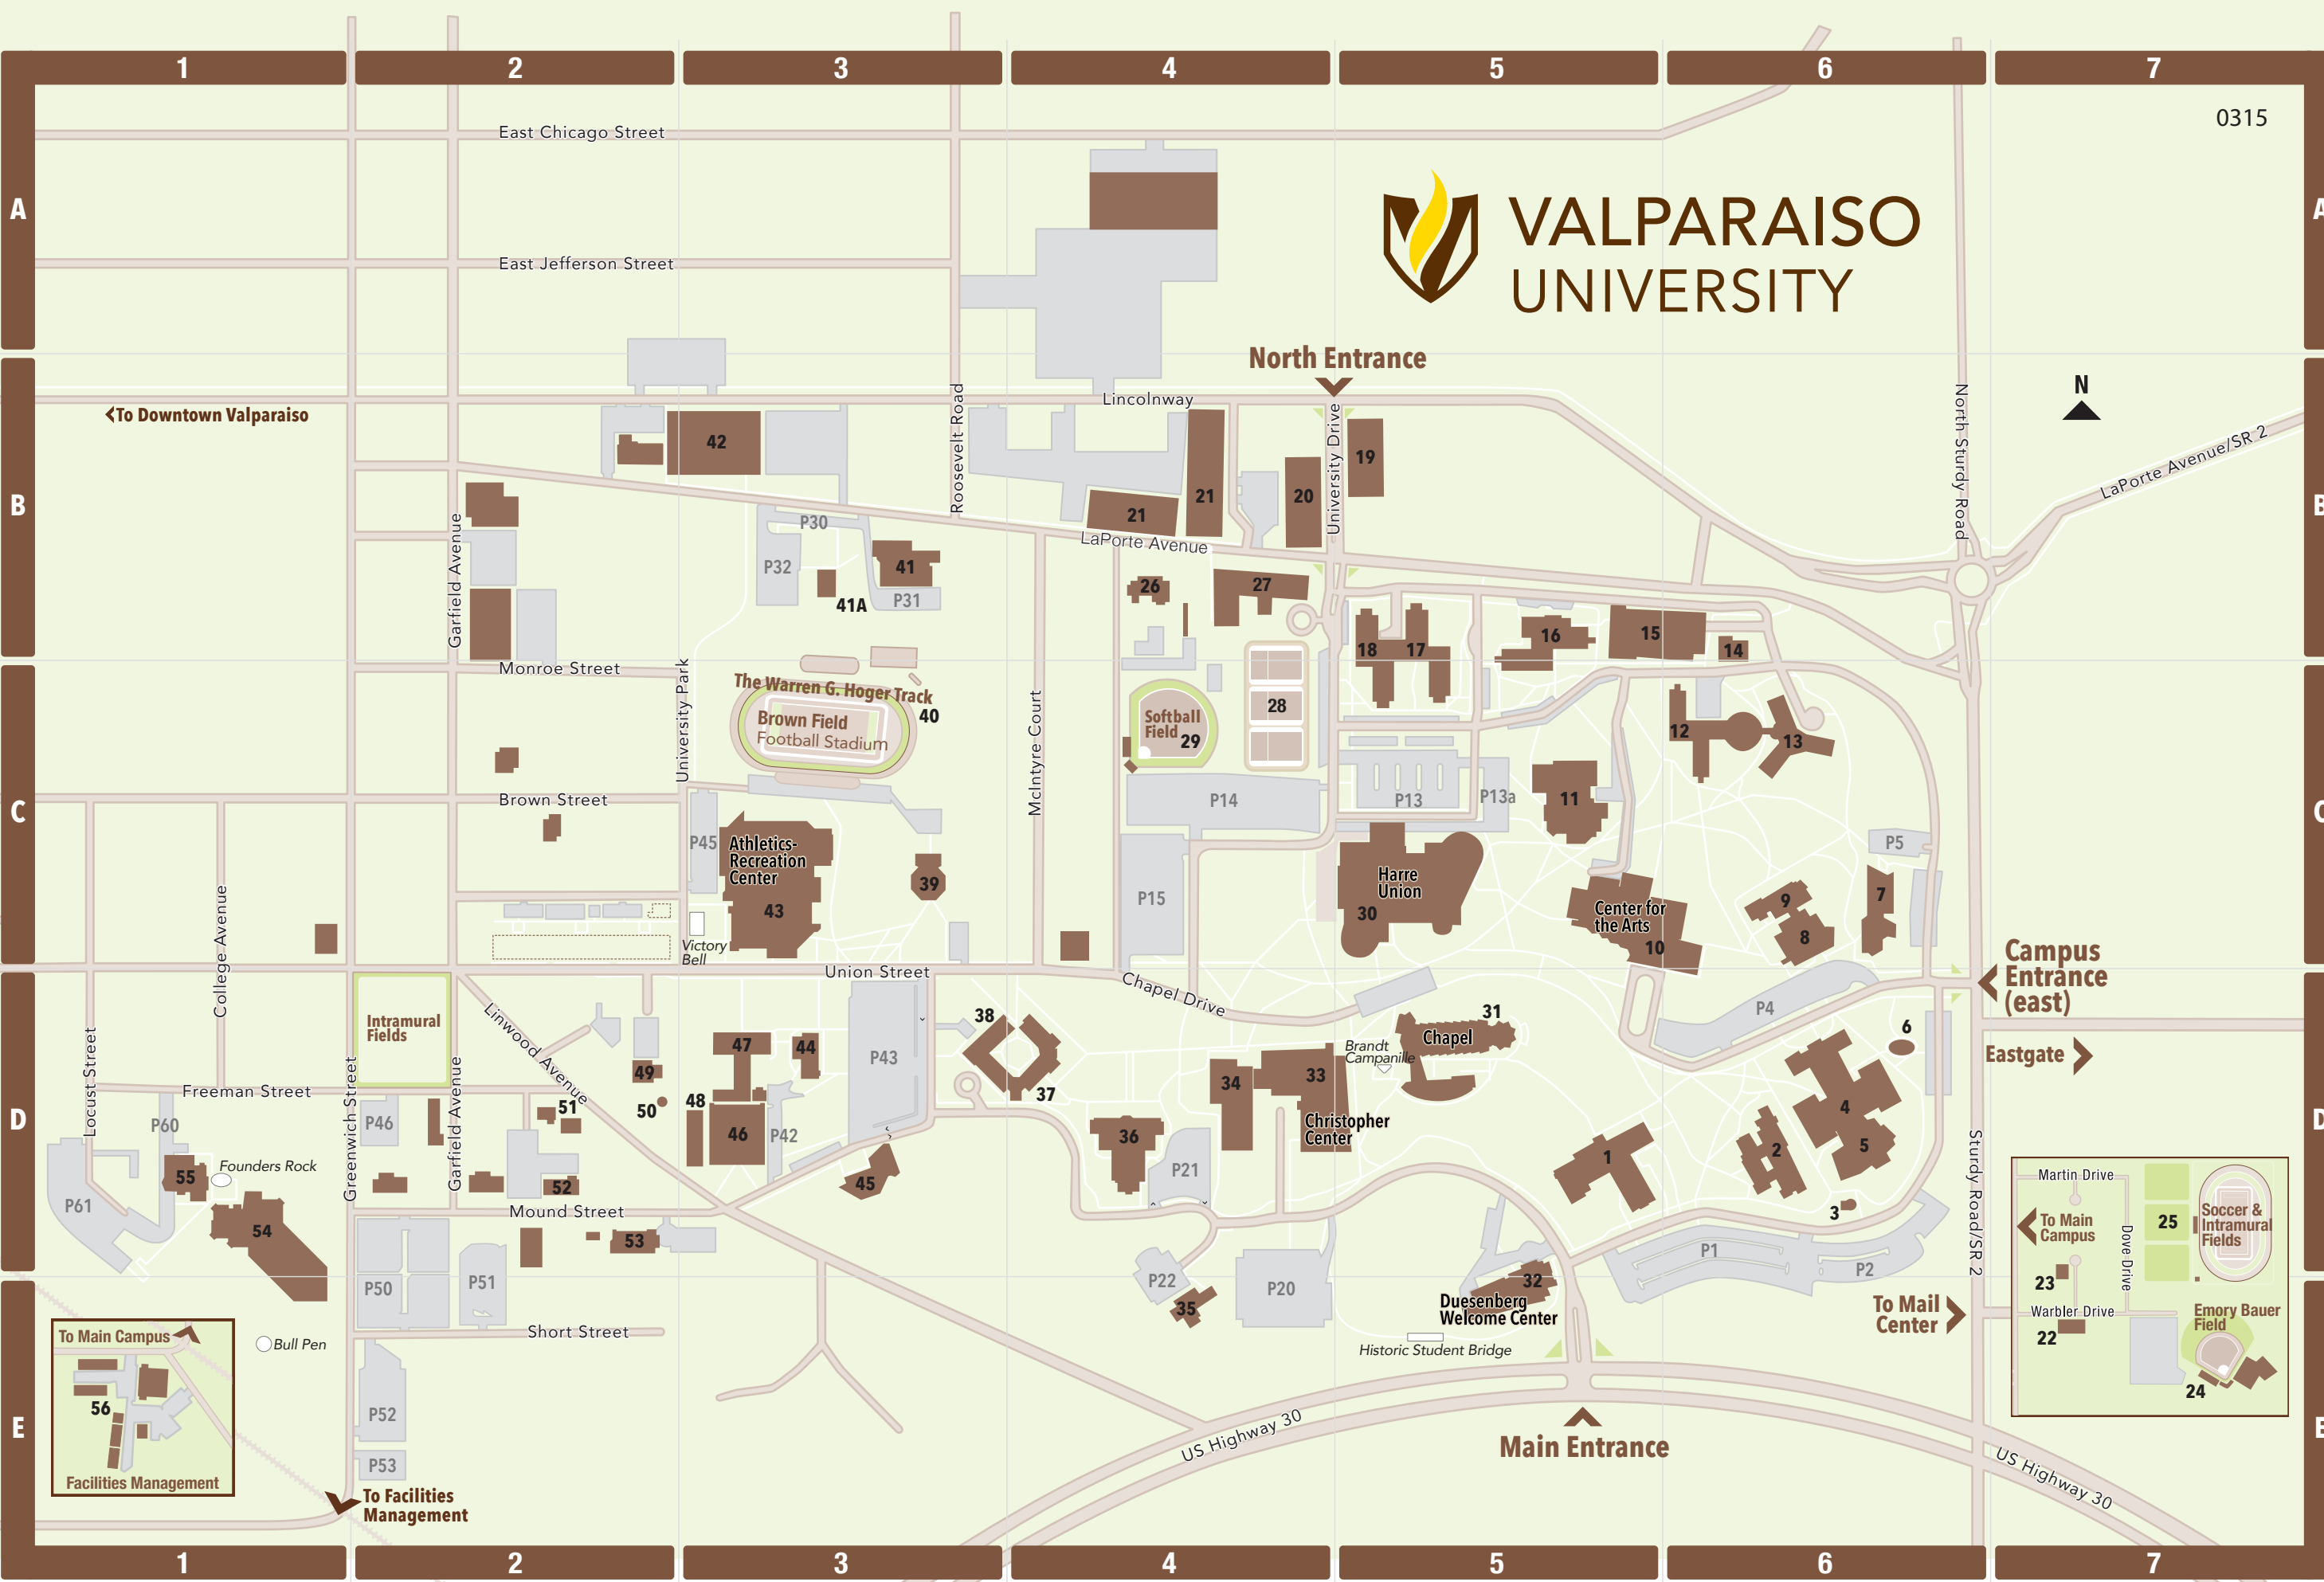 1 2 3 4 5 6 7
A
A
0315
East Chicago Street
VALPARAISO
UNIVERSITY
East Jefferson Street
North Entrance
N
Lincolnway
To Downtown Valparaiso
B
B
Roosevelt Road
University Drive
North Sturdy Road
LaPorte Avenue/SR 2
42
19
20
21
21
P30
LaPorte Avenue
Garfield Avenue
P32
41
41A
P31
26
27
18
17
16
15
14
Monroe Street
University Park
The Warren G. Hoger Track
Brown Field
Football Stadium
40
McIntyre Court
Softball
Field
29
28
12
13
C
C
Brown Street
P45
Athletics-
Recreation
Center
43
39
P14
P13
P13a
11
P5
P15
Harre
Union
30
Center for
the Arts
10
9
8
7
College Avenue
Victory
Bell
Union Street
Chapel Drive
Campus
Entrance
(east)
Eastgate
D
D
Intramural
Fields
Linwood Avenue
Locust Street
Freeman Street
Greenwich Street
Garfield Avenue
P46
P60
P61
55
Founders Rock
54
49
50
51
52
53
Mound Street
47
44
48
46
P42
P43
45
38
37
34
33
Christopher
Center
36
P21
Brandt
Campanille
Chapel
31
P4
6
4
5
2
1
3
P1
P2
P22
35
P20
32
Duesenberg
Welcome Center
Historic Student Bridge
Sturdy Road/SR 2
To Mail
Center
Martin Drive
To Main
Campus
Dove Drive
25
Soccer &
Intramural
Fields
23
Warbler Drive
22
Emory Bauer
Field
24
P50
P51
Short Street
Bull Pen
E
E
P52
P53
To Main Campus
56
Facilities Management
To Facilities
Management
US Highway 30
Main Entrance
US Highway 30
1 2 3 4 5 6 7